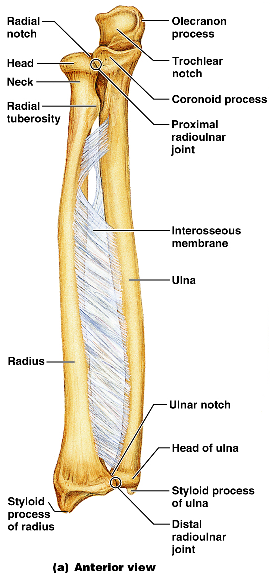 Radial
notch
Head
Neck
Radial
tuberosity
Olecranon
process
Trochlear
notch
Coronoid process
Proximal
radioulnar
joint
Interosseous
membrane
Ulna
Radius
Ulnar notch
Head of ulna
Styloid process
of radius
Styloid process
of ulna
Distal
radioulnar
joint
(a) Anterior view